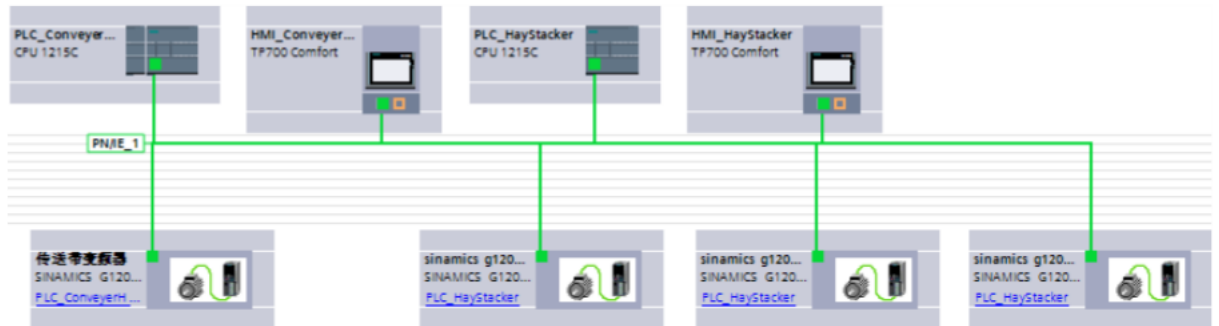 PLC_Conveyer...
CPU 1215C
HMI_Conveyer...
TP700 Comfort
PLC_HayStacker
CPU 1215C
HMI_HayStacker
TP700 Comfort
PN/IE_1
传送带变频器
SINAMICS G120...
PLC_ConveyerH...
sinamics g120...
SINAMICS G120...
PLC_HayStacker
sinamics g120...
SINAMICS G120...
PLC_HayStacker
sinamics g120...
SINAMICS G120...
PLC_HayStacker